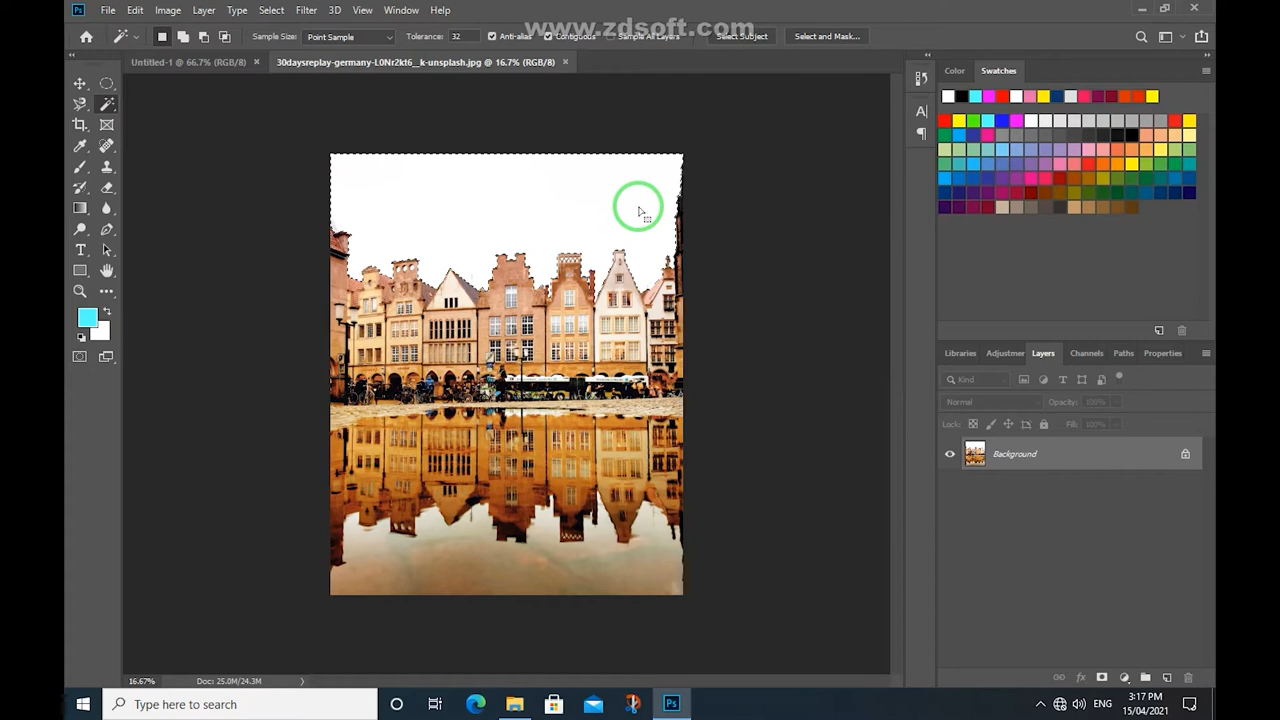 www.zdsoft.com
Ps File Edit Image Layer Type Select Filter 3D View Window Help
Sample Size: Point Sample Tolerance: 32 Anti-alias Contiguous Sample All Layers Select Subject Select and Mask...
Untitled-1 @ 66.7% (RGB/8) × 30daysreplay-germany-L0Nr2kt6__k-unsplash.jpg @ 16.7% (RGB/8) ×
Color Swatches
Libraries Adjustmer Layers Channels Paths Properties
Kind
Normal Opacity: 100%
Lock: Fill: 100%
Background
16.67% Doc: 25.0M/24.3M
Type here to search
Ps
ENG
3:17 PM
15/04/2021